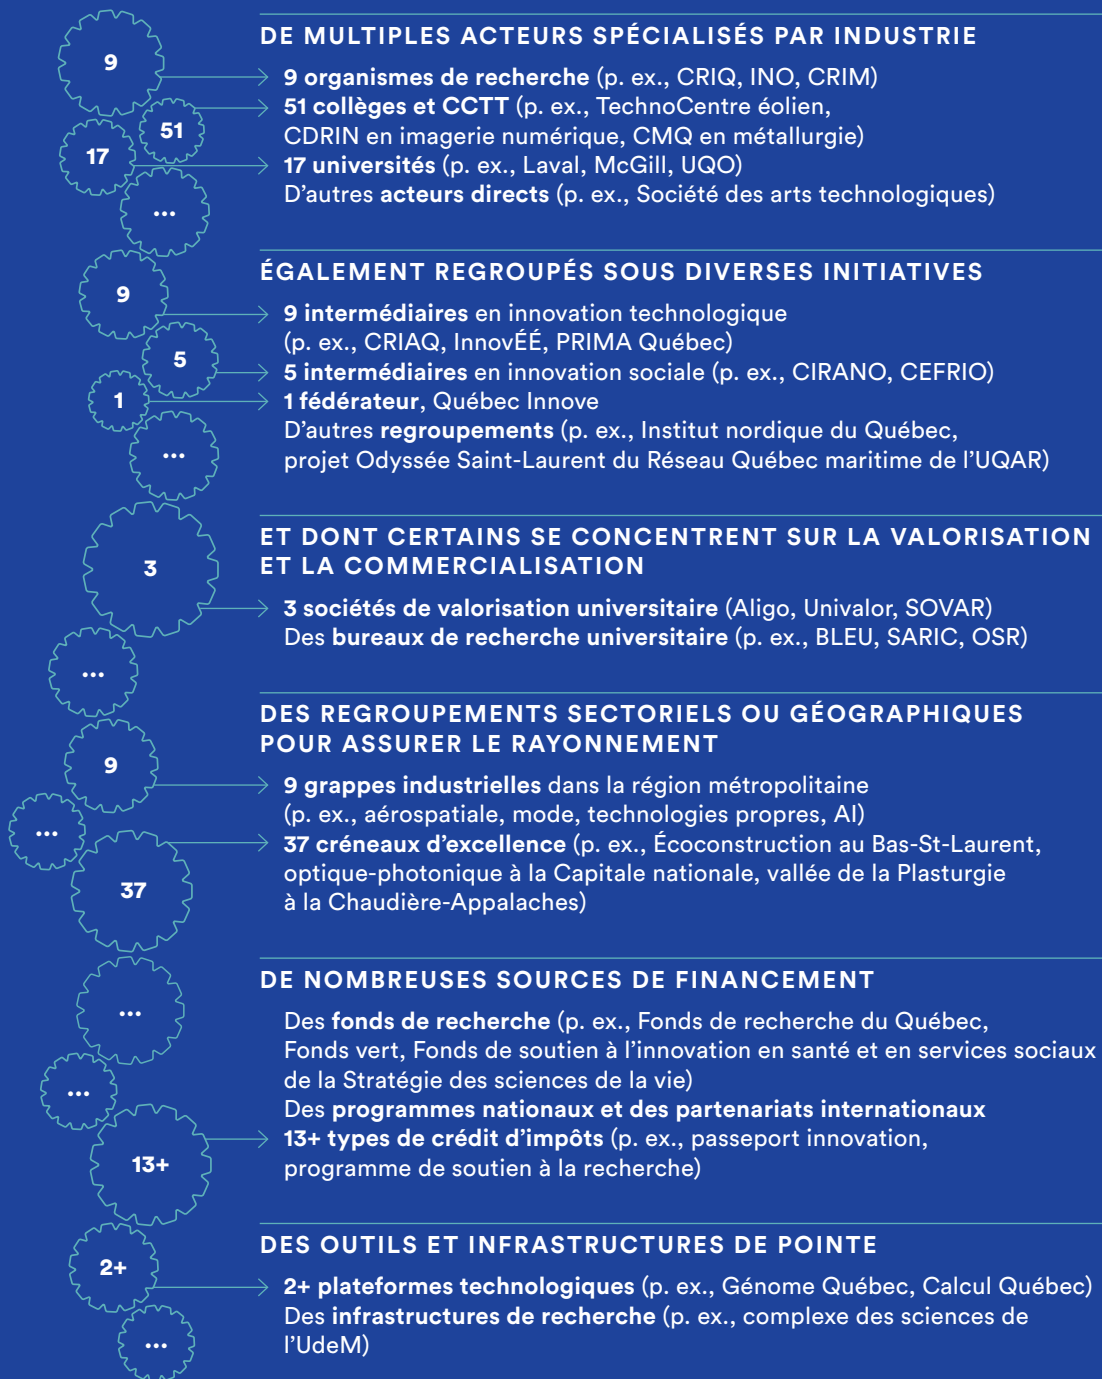 9
51
17
...
DE MULTIPLES ACTEURS SPÉCIALISÉS PAR INDUSTRIE
9 organismes de recherche (p. ex., CRIQ, INO, CRIM)
51 collèges et CCTT (p. ex., TechnoCentre éolien,
CDRIN en imagerie numérique, CMQ en métallurgie)
17 universités (p. ex., Laval, McGill, UQO)
D'autres acteurs directs (p. ex., Société des arts technologiques)
9
5
1
...
ÉGALEMENT REGROUPÉS SOUS DIVERSES INITIATIVES
9 intermédiaires en innovation technologique
(p. ex., CRIAQ, InnovÉÉ, PRIMA Québec)
5 intermédiaires en innovation sociale (p. ex., CIRANO, CEFRIO)
1 fédérateur, Québec Innove
D'autres regroupements (p. ex., Institut nordique du Québec,
projet Odyssée Saint-Laurent du Réseau Québec maritime de l'UQAR)
3
...
ET DONT CERTAINS SE CONCENTRENT SUR LA VALORISATION
ET LA COMMERCIALISATION
3 sociétés de valorisation universitaire (Aligo, Univalor, SOVAR)
Des bureaux de recherche universitaire (p. ex., BLEU, SARIC, OSR)
9
...
37
DES REGROUPEMENTS SECTORIELS OU GÉOGRAPHIQUES
POUR ASSURER LE RAYONNEMENT
9 grappes industrielles dans la région métropolitaine
(p. ex., aérospatiale, mode, technologies propres, AI)
37 créneaux d'excellence (p. ex., Écoconstruction au Bas-St-Laurent,
optique-photonique à la Capitale nationale, vallée de la Plasturgie
à la Chaudière-Appalaches)
...
...
13+
DE NOMBREUSES SOURCES DE FINANCEMENT
Des fonds de recherche (p. ex., Fonds de recherche du Québec,
Fonds vert, Fonds de soutien à l'innovation en santé et en services sociaux
de la Stratégie des sciences de la vie)
Des programmes nationaux et des partenariats internationaux
13+ types de crédit d'impôts (p. ex., passeport innovation,
programme de soutien à la recherche)
2+
...
DES OUTILS ET INFRASTRUCTURES DE POINTE
2+ plateformes technologiques (p. ex., Génome Québec, Calcul Québec)
Des infrastructures de recherche (p. ex., complexe des sciences de
l'UdeM)